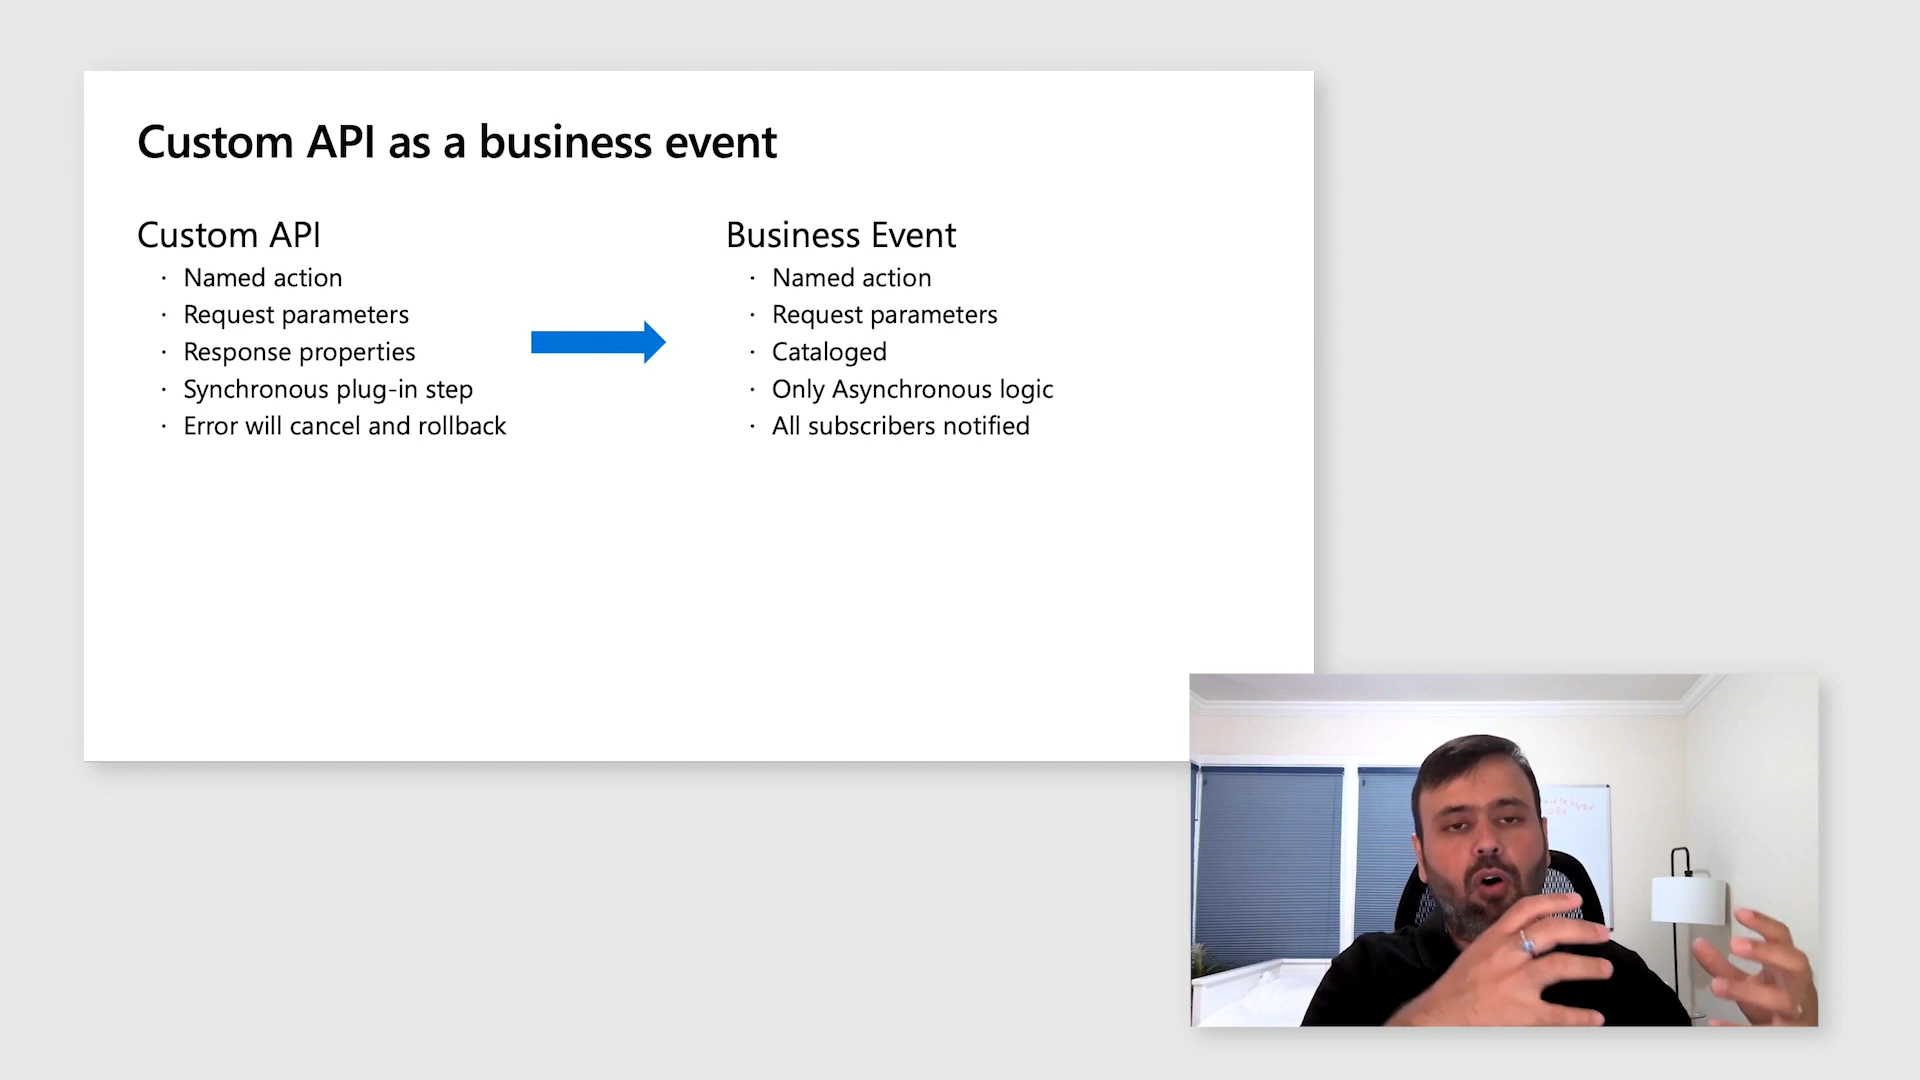 Custom API as a business event
Custom API
· Named action
· Request parameters
· Response properties
· Synchronous plug-in step
· Error will cancel and rollback
Business Event
· Named action
· Request parameters
· Cataloged
· Only Asynchronous logic
· All subscribers notified